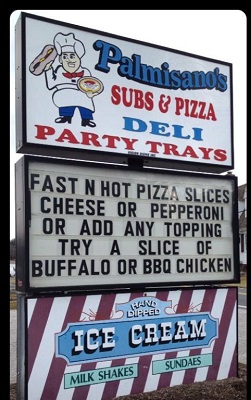 Palmisano's
SUBS & PIZZA
DELI
PARTY TRAYS
FAST N HOT PIZZA SLICES
CHEESE OR PEPPERONI
OR ADD ANY TOPPING
TRY A SLICE OF
BUFFALO OR BBQ CHICKEN
HAND
DIPPED
ICE CREAM
MILK SHAKES
SUNDAES